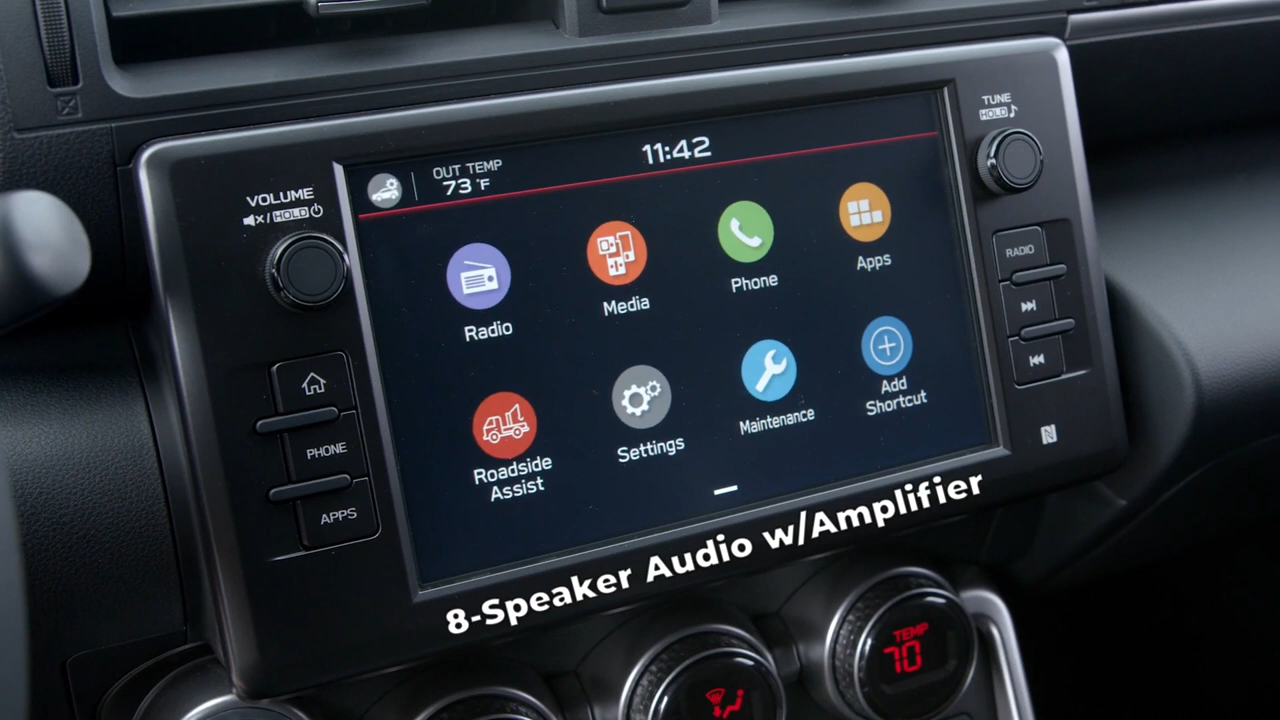 OUT TEMP
73°F
11:42
TUNE
HOLD
VOLUME
HOLD
Radio
Media
Phone
Apps
RADIO
Roadside
Assist
Settings
Maintenance
Add
Shortcut
PHONE
APPS
8-Speaker Audio w/Amplifier
TEMP
70